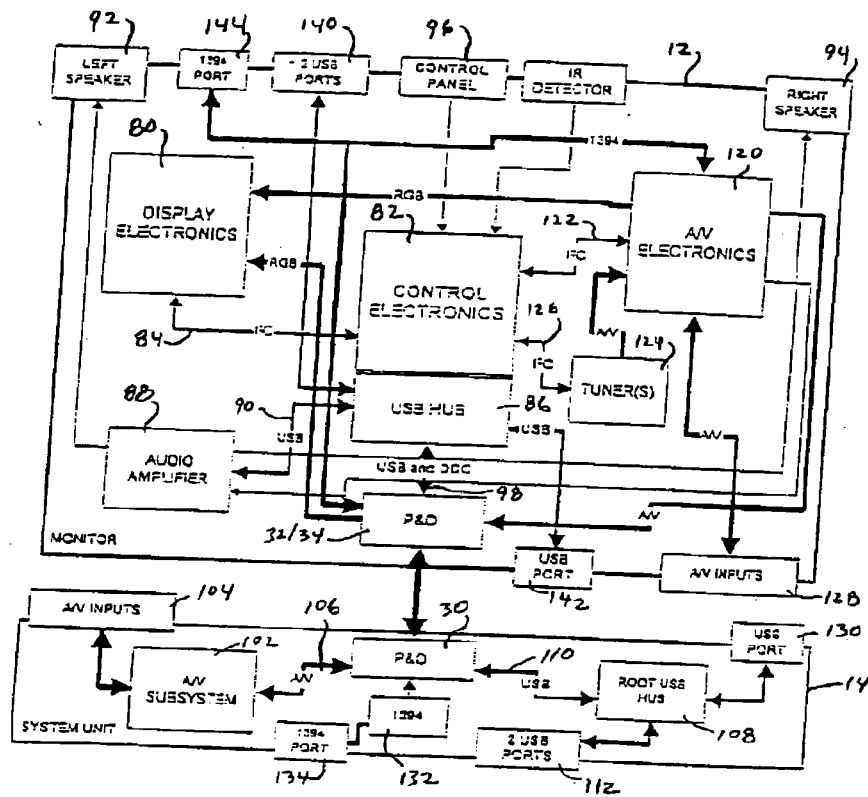 92
144
140
96
12
94
LEFT
SPEAKER
1394
PORT
2 USB
PORTS
CONTROL
PANEL
IR
DETECTOR
RIGHT
SPEAKER
80
1394
120
DISPLAY
ELECTRONICS
RGB
82
122
A/V
ELECTRONICS
RGB
I²C
CONTROL
ELECTRONICS
126
84
I²C
A/V
124
I²C
TUNER(S)
88
90
USB
USB HUB
86
USB
A/V
AUDIO
AMPLIFIER
USB and DDC
98
P&D
A/V
32/34
MONITOR
USB
PORT
142
A/V INPUTS
128
A/V INPUTS
104
106
30
130
USB
PORT
102
P&D
110
14
A/V
SUBSYSTEM
A/V
USB
ROOT USB
HUB
SYSTEM UNIT
1394
108
1394
PORT
134
132
2 USB
PORTS
112